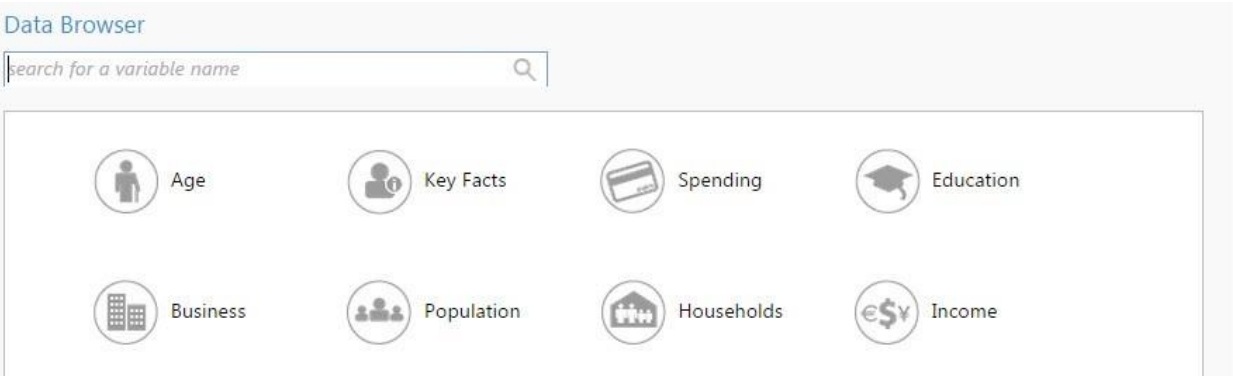 Data Browser
search for a variable name
Age Key Facts Spending Education
Business Population Households Income